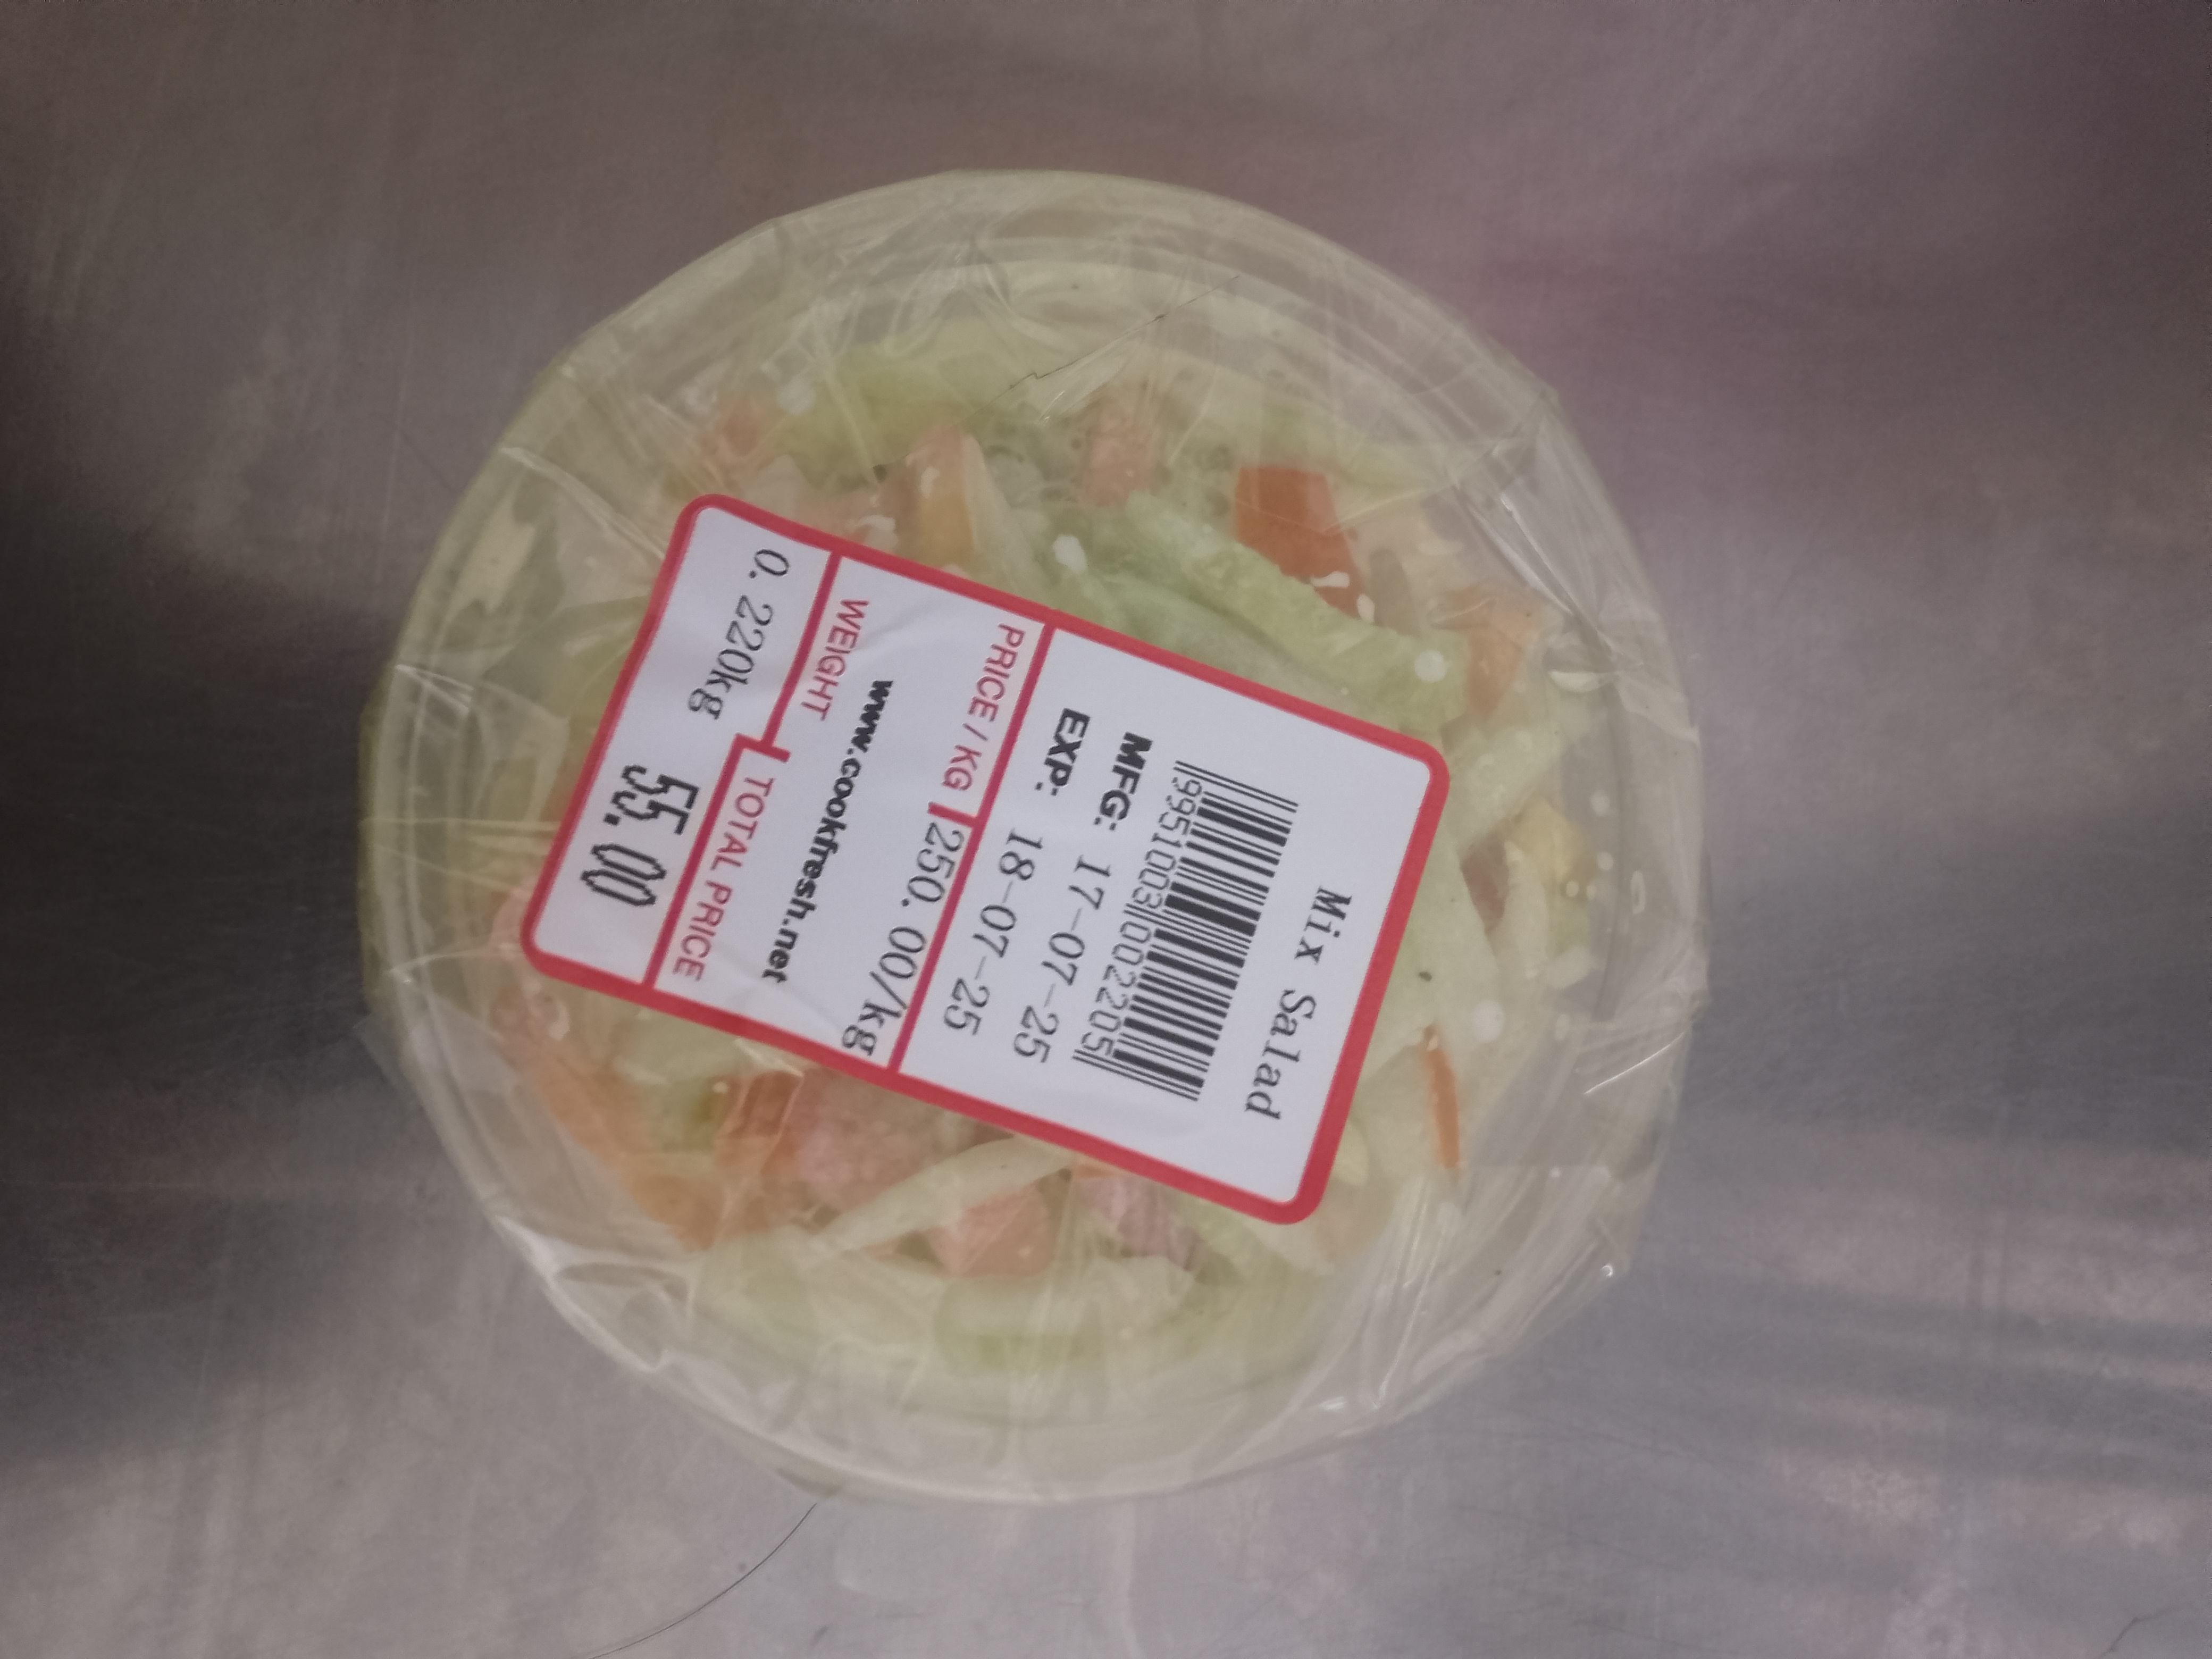 Mix Salad
9951003002205
MFG: 17-07-25
EXP: 18-07-25
PRICE / KG 250.00/kg
www.cookfresh.net
WEIGHT TOTAL PRICE
0.220kg 55.00